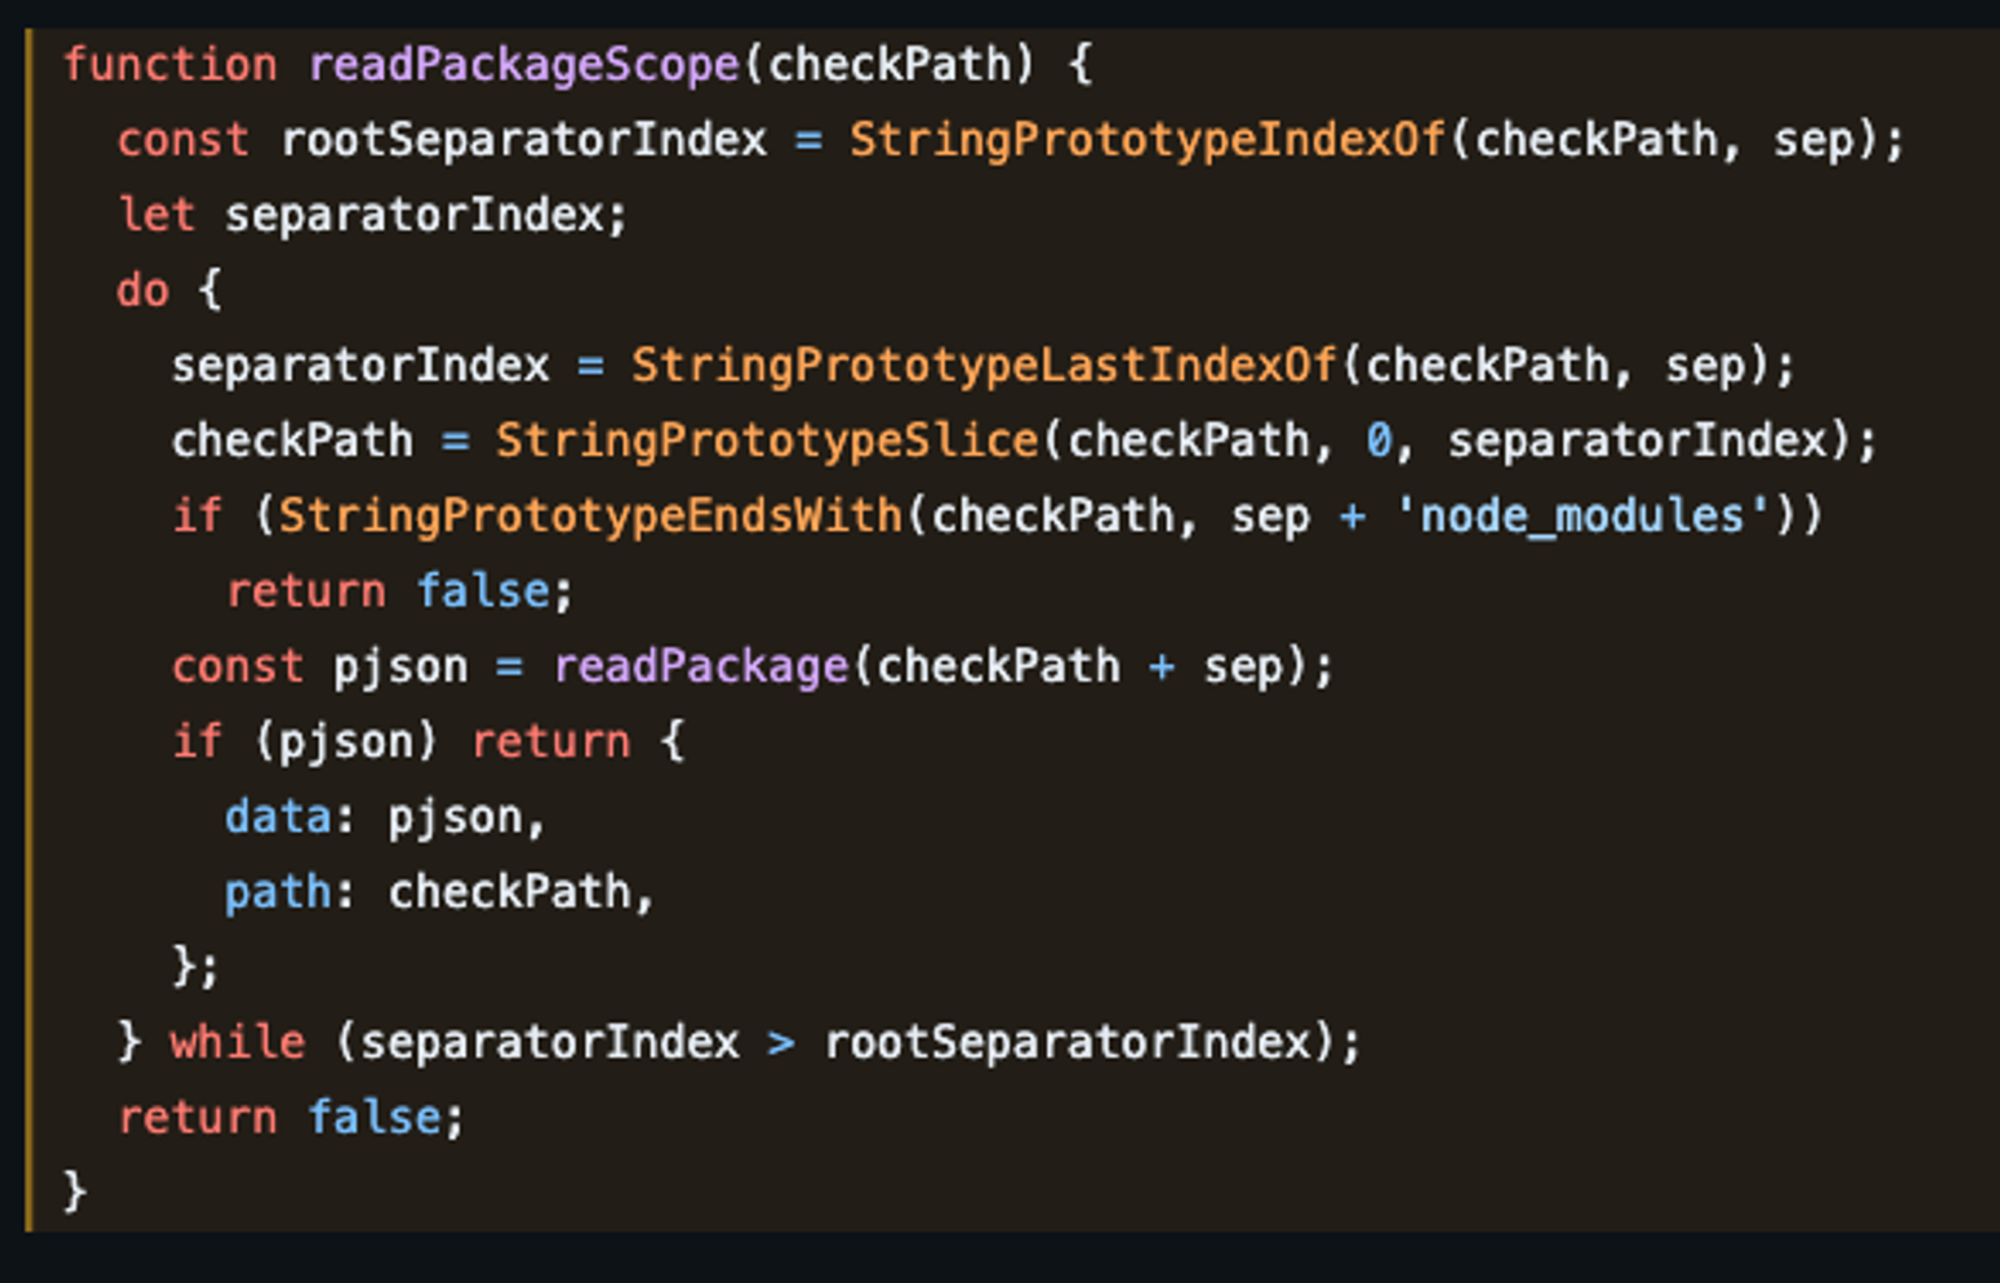 function readPackageScope(checkPath) {
  const rootSeparatorIndex = StringPrototypeIndexOf(checkPath, sep);
  let separatorIndex;
  do {
    separatorIndex = StringPrototypeLastIndexOf(checkPath, sep);
    checkPath = StringPrototypeSlice(checkPath, 0, separatorIndex);
    if (StringPrototypeEndsWith(checkPath, sep + 'node_modules'))
      return false;
    const pjson = readPackage(checkPath + sep);
    if (pjson) return {
      data: pjson,
      path: checkPath,
    };
  } while (separatorIndex > rootSeparatorIndex);
  return false;
}